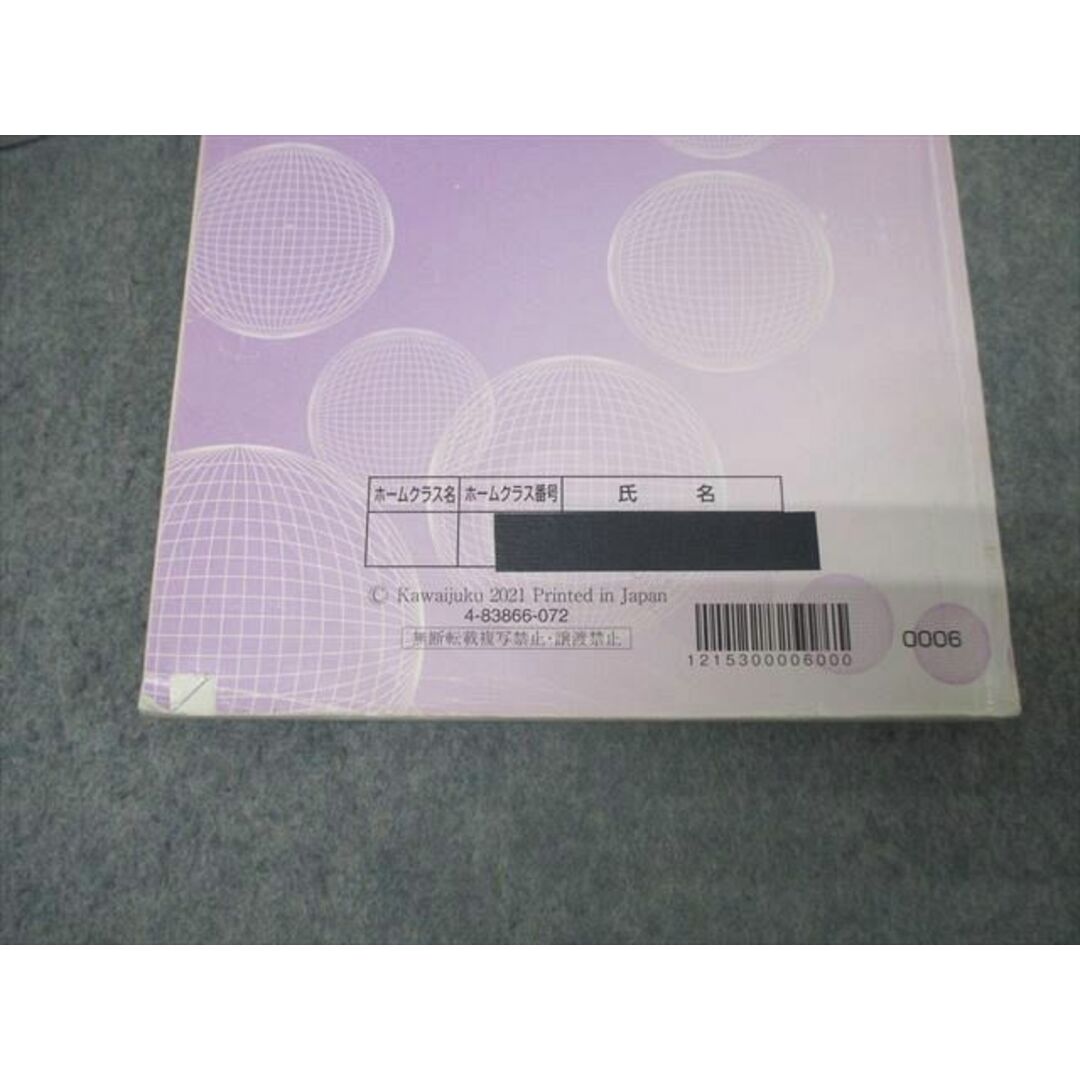 ホームクラス名 ホームクラス番号 氏 名
© Kawaijuku 2021 Printed in Japan
4-83866-072
無断転載複写禁止・譲渡禁止
1215300006000
0006